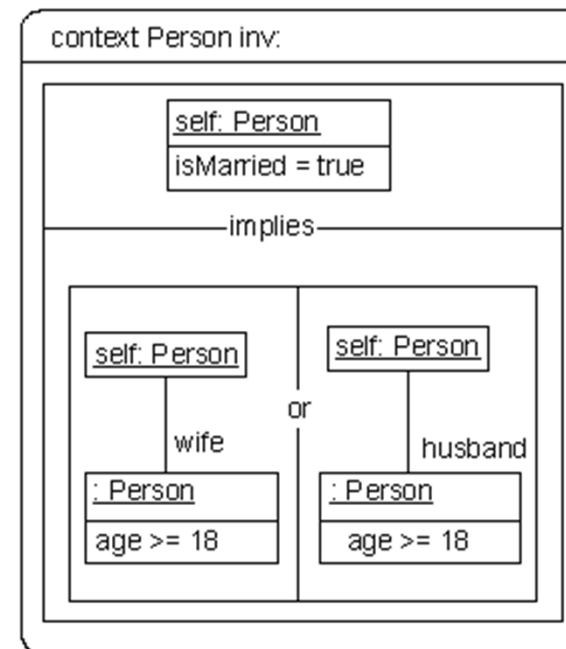 context Person inv:
self: Person
isMarried = true
implies
self: Person
wife
: Person
age >= 18
or
self: Person
husband
: Person
age >= 18